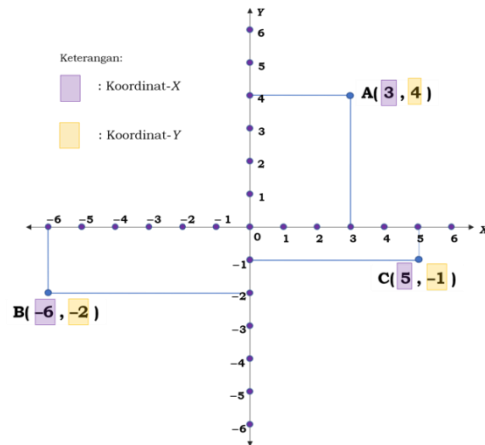 Y
6
5
Keterangan:
: Koordinat-X
4
A( 3 , 4 )
: Koordinat-Y
3
2
1
−6 −5 −4 −3 −2 −1
0 1 2 3 4 5 6
X
−1
C( 5 , −1 )
−2
B( −6 , −2 )
−3
−4
−5
−6